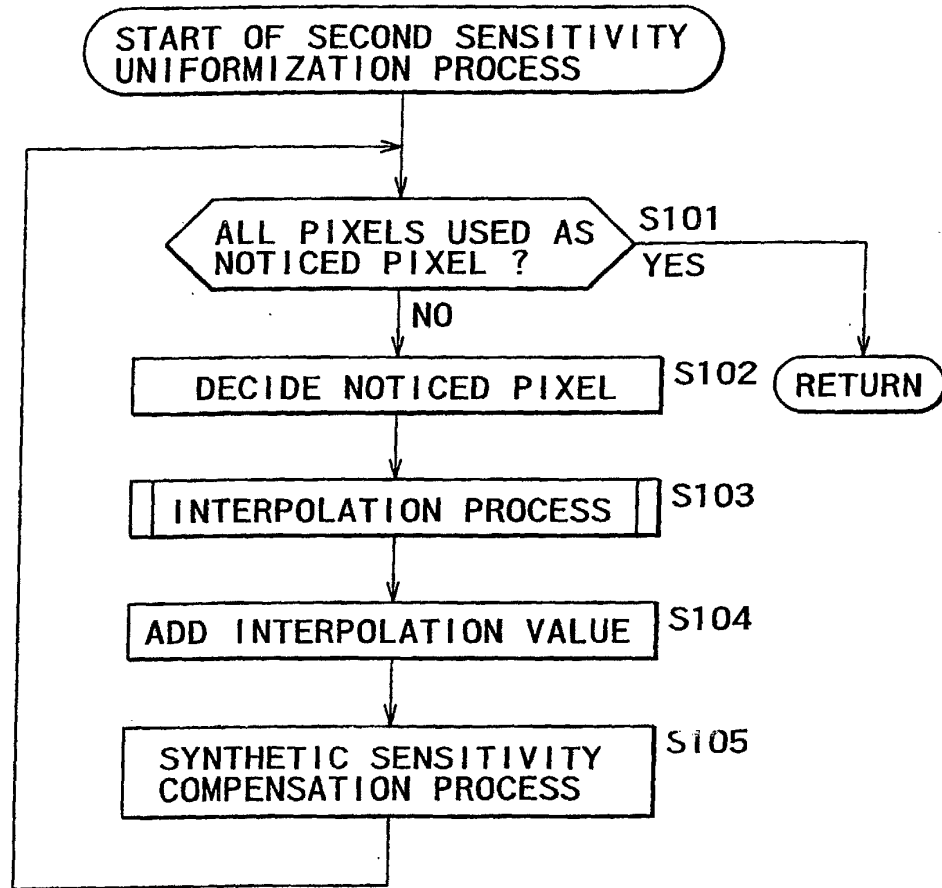 START OF SECOND SENSITIVITY
UNIFORMIZATION PROCESS
ALL PIXELS USED AS
NOTICED PIXEL ?
S101
YES
NO
DECIDE NOTICED PIXEL
S102
RETURN
INTERPOLATION PROCESS
S103
ADD INTERPOLATION VALUE
S104
SYNTHETIC SENSITIVITY
COMPENSATION PROCESS
S105